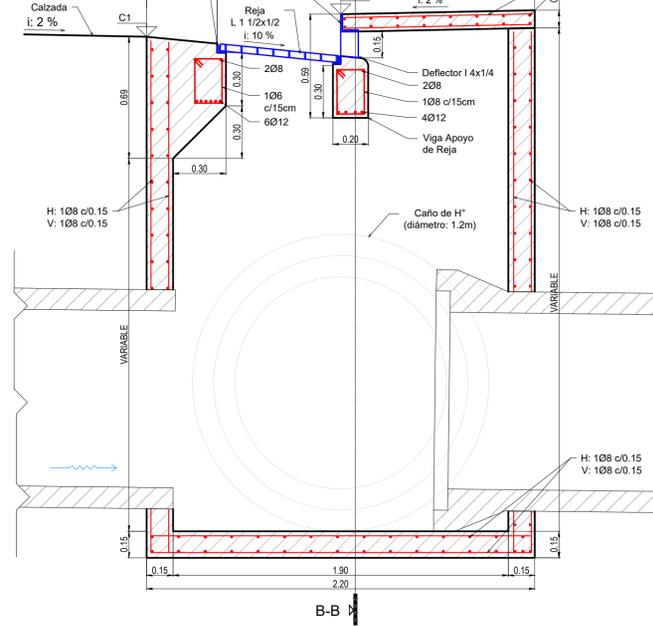 Calzada
i: 2 %
C1
Reja
L 1 1/2x1/2
i: 10 %
i: 2 %
0.15
0.69
0.30
0.59
0.30
0.30
2Ø8
1Ø6
c/15cm
6Ø12
Deflector I 4x1/4
2Ø8
1Ø8 c/15cm
4Ø12
Viga Apoyo
de Reja
0.20
0.30
H: 1Ø8 c/0.15
V: 1Ø8 c/0.15
Caño de H°
(diámetro: 1.2m)
H: 1Ø8 c/0.15
V: 1Ø8 c/0.15
VARIABLE
VARIABLE
H: 1Ø8 c/0.15
V: 1Ø8 c/0.15
0.15
0.15
0.15
1.90
0.15
2.20
B-B